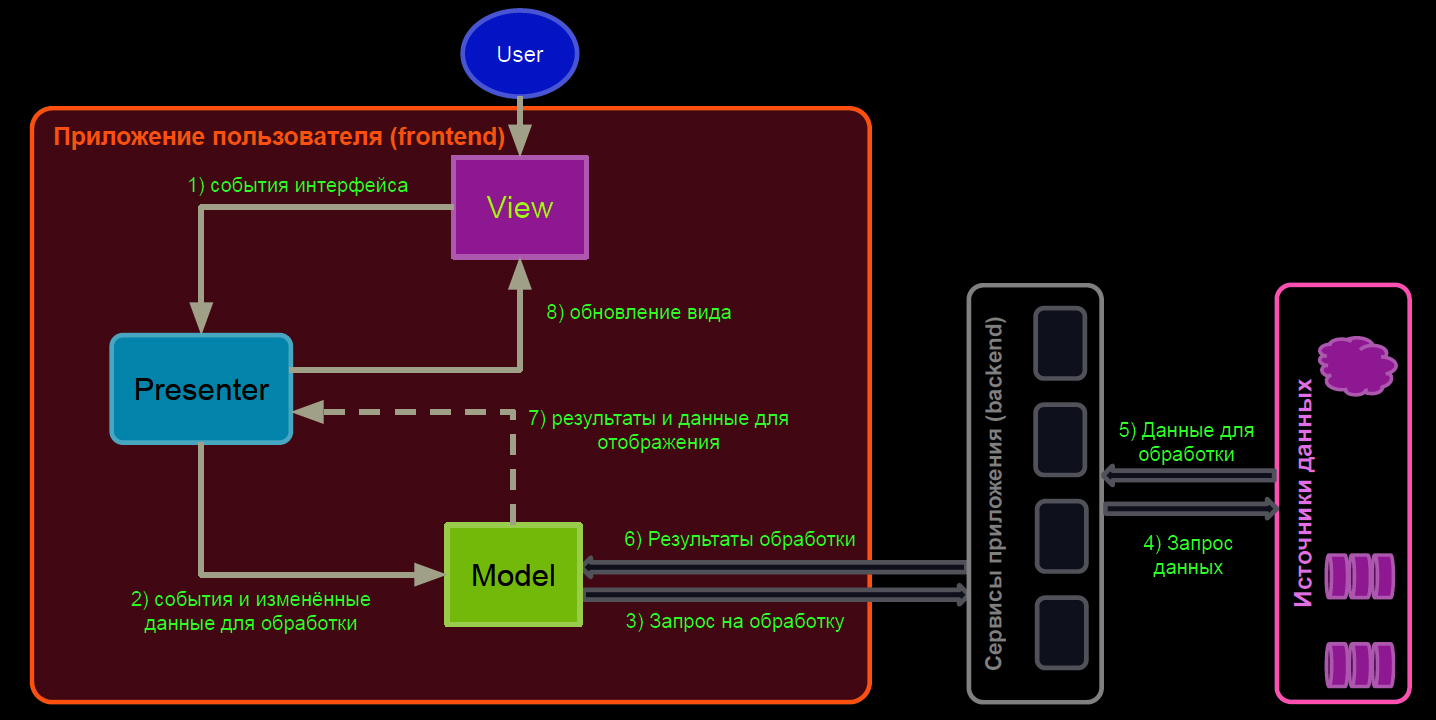 User
Приложение пользователя (frontend)
1) события интерфейса
View
8) обновление вида
Presenter
7) результаты и данные для
отображения
Model
2) события и изменённые
данные для обработки
6) Результаты обработки
3) Запрос на обработку
Сервисы приложения (backend)
5) Данные для
обработки
4) Запрос
данных
Источники данных